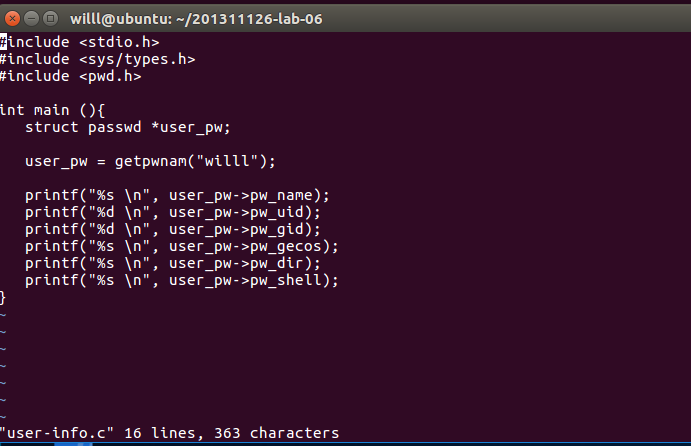 willl@ubuntu: ~/201311126-lab-06
#include <stdio.h>
#include <sys/types.h>
#include <pwd.h>
int main (){
struct passwd *user_pw;
user_pw = getpwnam("willl");
printf("%s \n", user_pw->pw_name);
printf("%d \n", user_pw->pw_uid);
printf("%d \n", user_pw->pw_gid);
printf("%s \n", user_pw->pw_gecos);
printf("%s \n", user_pw->pw_dir);
printf("%s \n", user_pw->pw_shell);
}
~
~
~
~
~
~
~
"user-info.c" 16 lines, 363 characters